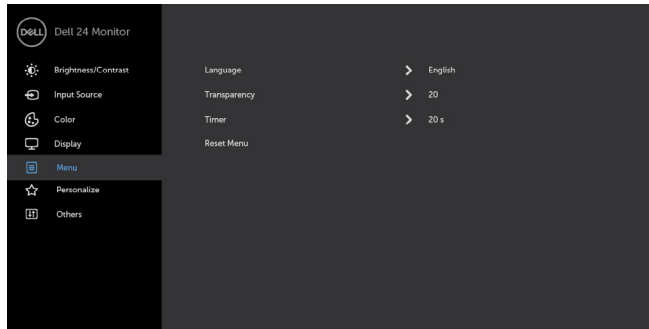 DELL Dell 24 Monitor
Brightness/Contrast
Input Source
Color
Display
Menu
Personalize
Others
Language English
Transparency 20
Timer 20 s
Reset Menu